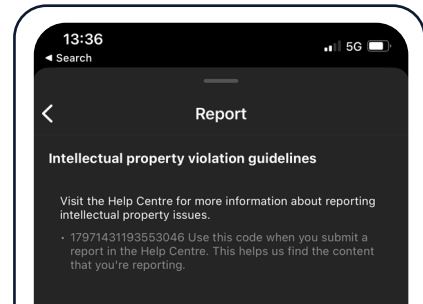 13:36
◀ Search
5G
Report
Intellectual property violation guidelines
Visit the Help Centre for more information about reporting
intellectual property issues.
• 17971431193553046 Use this code when you submit a
report in the Help Centre. This helps us find the content
that you're reporting.